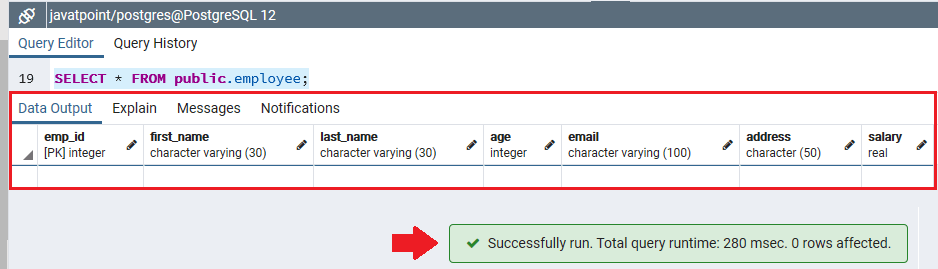 javatpoint/postgres@PostgreSQL 12
Query Editor Query History
19 SELECT * FROM public.employee;
Data Output Explain Messages Notifications
emp_id first_name last_name age email address salary
[PK] integer character varying (30) character varying (30) integer character varying (100) character (50) real
Successfully run. Total query runtime: 280 msec. 0 rows affected.